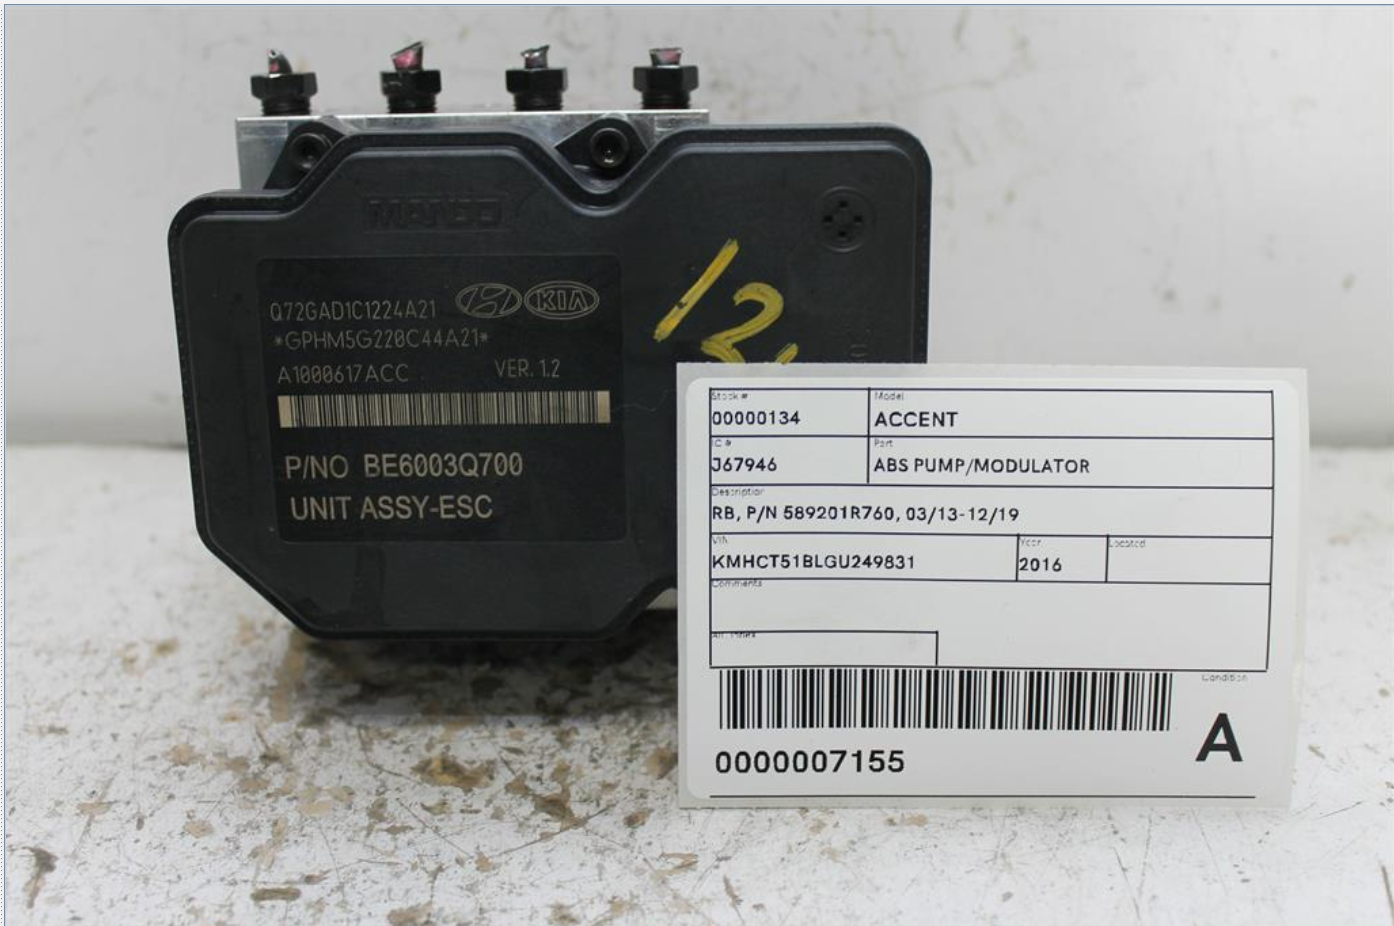 MANDO
Q72GAD1C1224A21
KIA
*GPHM5G220C44A21*
A1000617ACC VER. 1.2
P/NO BE6003Q700
UNIT ASSY-ESC
12
Stock # Model
00000134 ACCENT
IC # Part
J67946 ABS PUMP/MODULATOR
Description
RB, P/N 589201R760, 03/13-12/19
VIN Year Located
KMHCT51BLGU249831 2016
Comments
Condition
0000007155 A